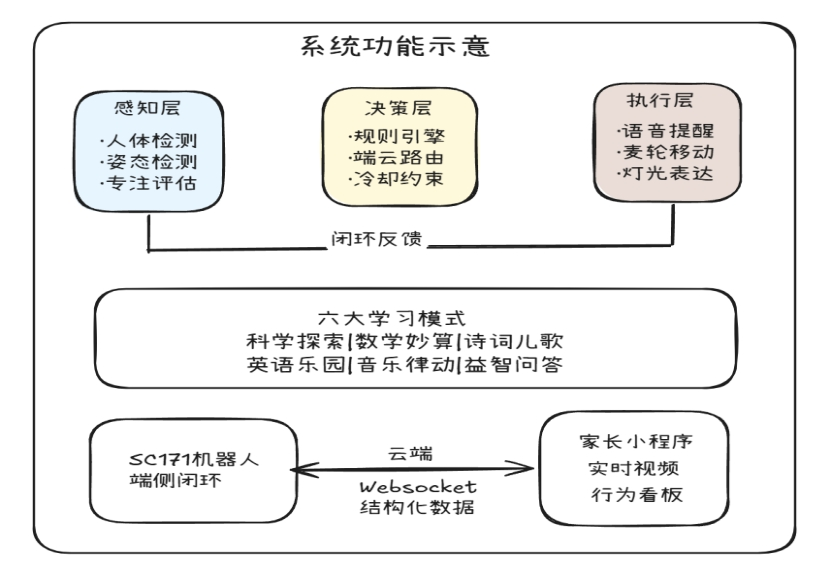 系统功能示意
感知层
·人体检测
·姿态检测
·专注评估
决策层
·规则引擎
·端云路由
·冷却约束
执行层
·语音提醒
·麦轮移动
·灯光表达
闭环反馈
六大学习模式
科学探索|数学妙算|诗词儿歌
英语乐园|音乐律动|益智问答
SC171机器人
端侧闭环
云端
Websocket
结构化数据
家长小程序
实时视频
行为看板